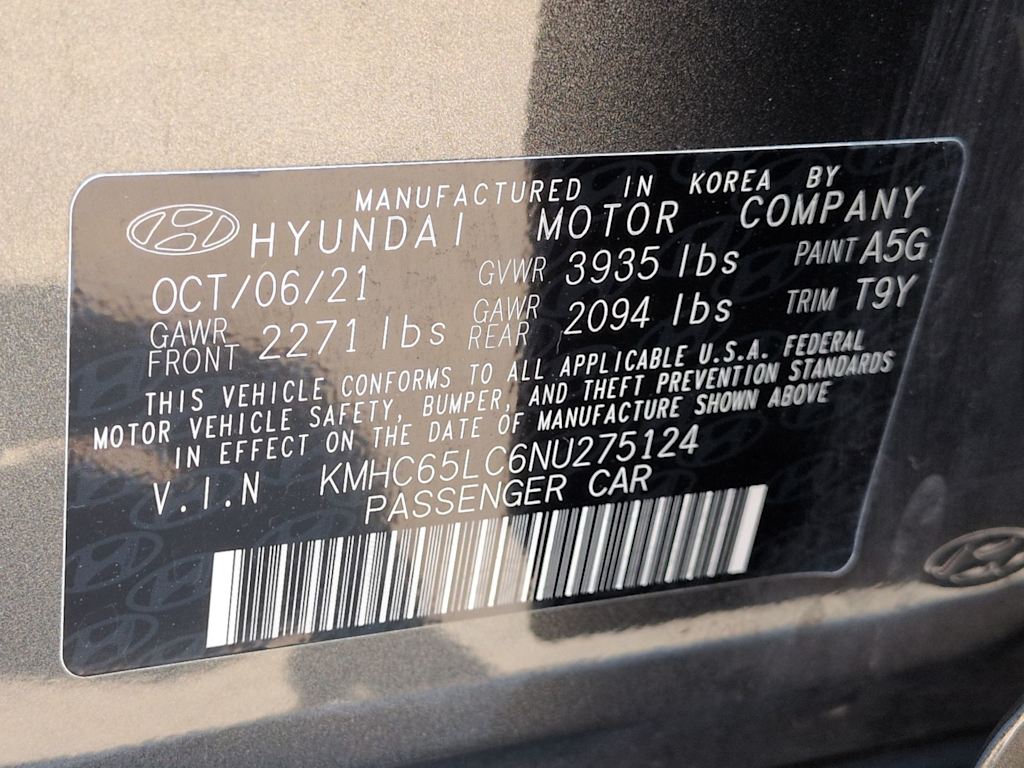 MANUFACTURED IN KOREA BY
HYUNDAI MOTOR COMPANY
OCT/06/21 GVWR 3935 lbs PAINT A5G
GAWR FRONT 2271 lbs GAWR REAR 2094 lbs TRIM T9Y
THIS VEHICLE CONFORMS TO ALL APPLICABLE U.S.A. FEDERAL
MOTOR VEHICLE SAFETY, BUMPER, AND THEFT PREVENTION STANDARDS
IN EFFECT ON THE DATE OF MANUFACTURE SHOWN ABOVE
V.I.N KMHC65LC6NU275124
PASSENGER CAR